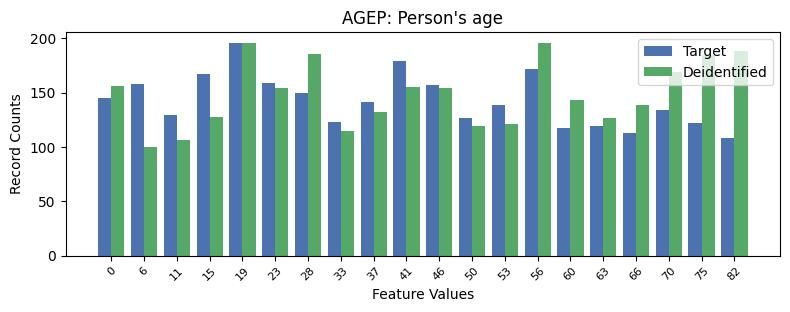 AGEP: Person's age
Record Counts
200
150
100
50
0
Target
Deidentified
0 6 11 15 19 23 28 33 37 41 46 50 53 56 60 63 66 70 75 82
Feature Values